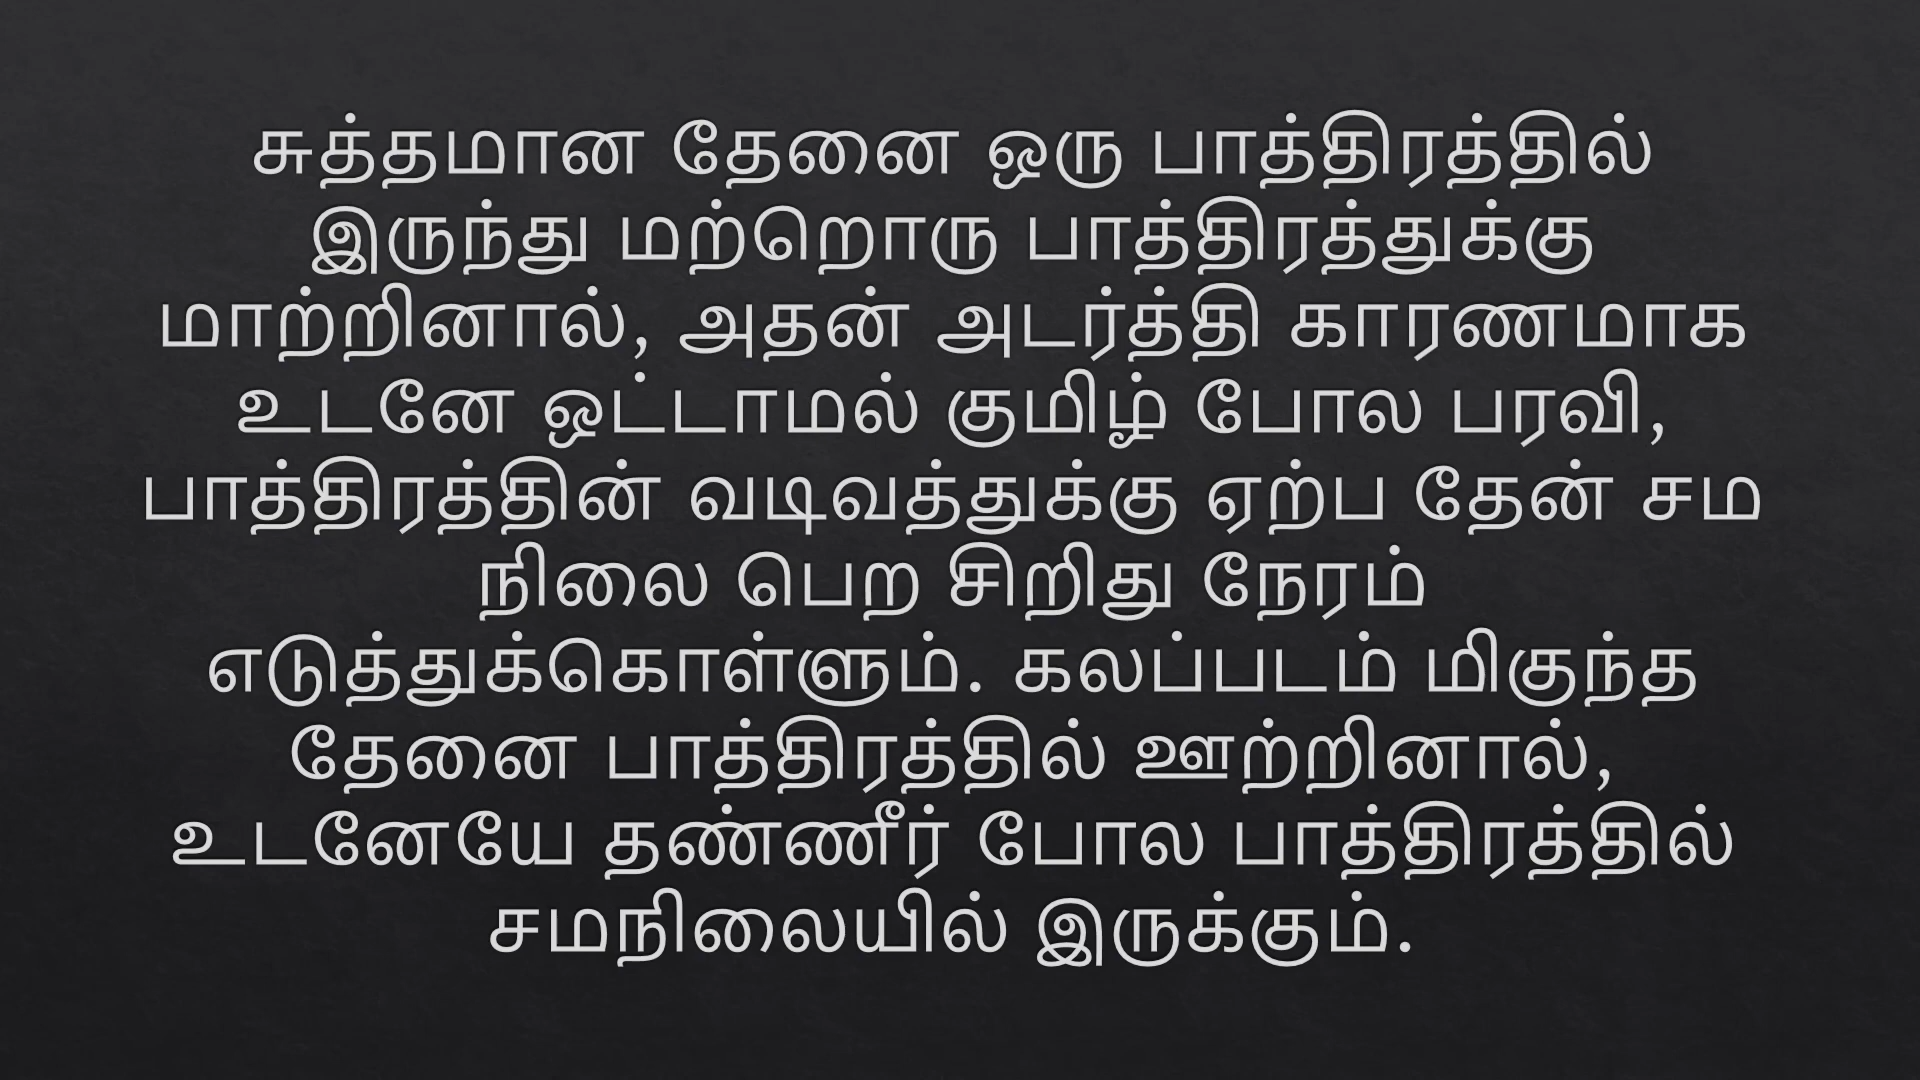 சுத்தமான தேனை ஒரு பாத்திரத்தில்
இருந்து மற்றொரு பாத்திரத்துக்கு
மாற்றினால், அதன் அடர்த்தி காரணமாக
உடனே ஒட்டாமல் குமிழ் போல பரவி,
பாத்திரத்தின் வடிவத்துக்கு ஏற்ப தேன் சம
நிலை பெற சிறிது நேரம்
எடுத்துக்கொள்ளும். கலப்படம் மிகுந்த
தேனை பாத்திரத்தில் ஊற்றினால்,
உடனேயே தண்ணீர் போல பாத்திரத்தில்
சமநிலையில் இருக்கும்.